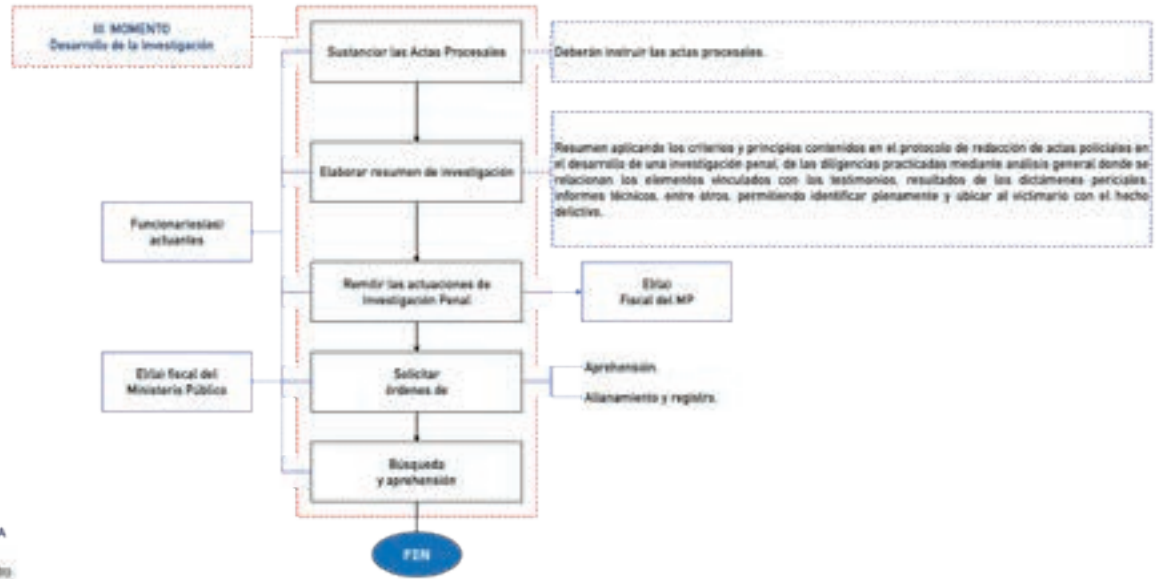 III. MOMENTO
Desarrollo de la Investigación
Sustanciar las Actas Procesales
Deberán instruir las actas procesales.
Elaborar resumen de investigación
Resumen aplicando los criterios y principios contenidos en el protocolo de redacción de actas policiales en
el desarrollo de una investigación penal, de las diligencias practicadas mediante análisis general donde se
relacionan los elementos vinculados con los testimonios, resultados de los dictámenes periciales,
informes técnicos, entre otros, permitiendo identificar plenamente y ubicar al victimario con el hecho
delictivo.
Funcionarios(as)
actuantes
Remitir las actuaciones de
Investigación Penal
El(la)
Fiscal del MP
El(la) fiscal del
Ministerio Público
Solicitar
órdenes de
Aprehensión.
Allanamiento y registro.
Búsqueda
y aprehensión
FIN
A